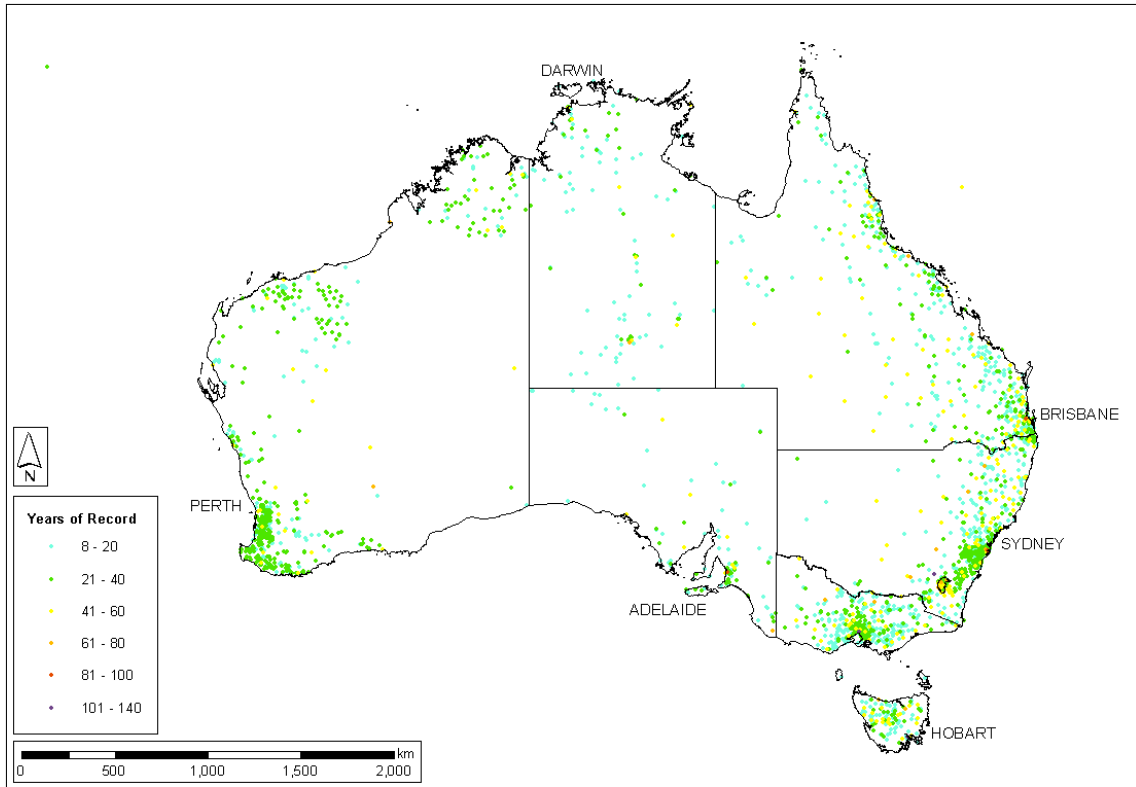 DARWIN
BRISBANE
N
PERTH
SYDNEY
ADELAIDE
HOBART
Years of Record
8 - 20
21 - 40
41 - 60
61 - 80
81 - 100
101 - 140
km
0 500 1,000 1,500 2,000